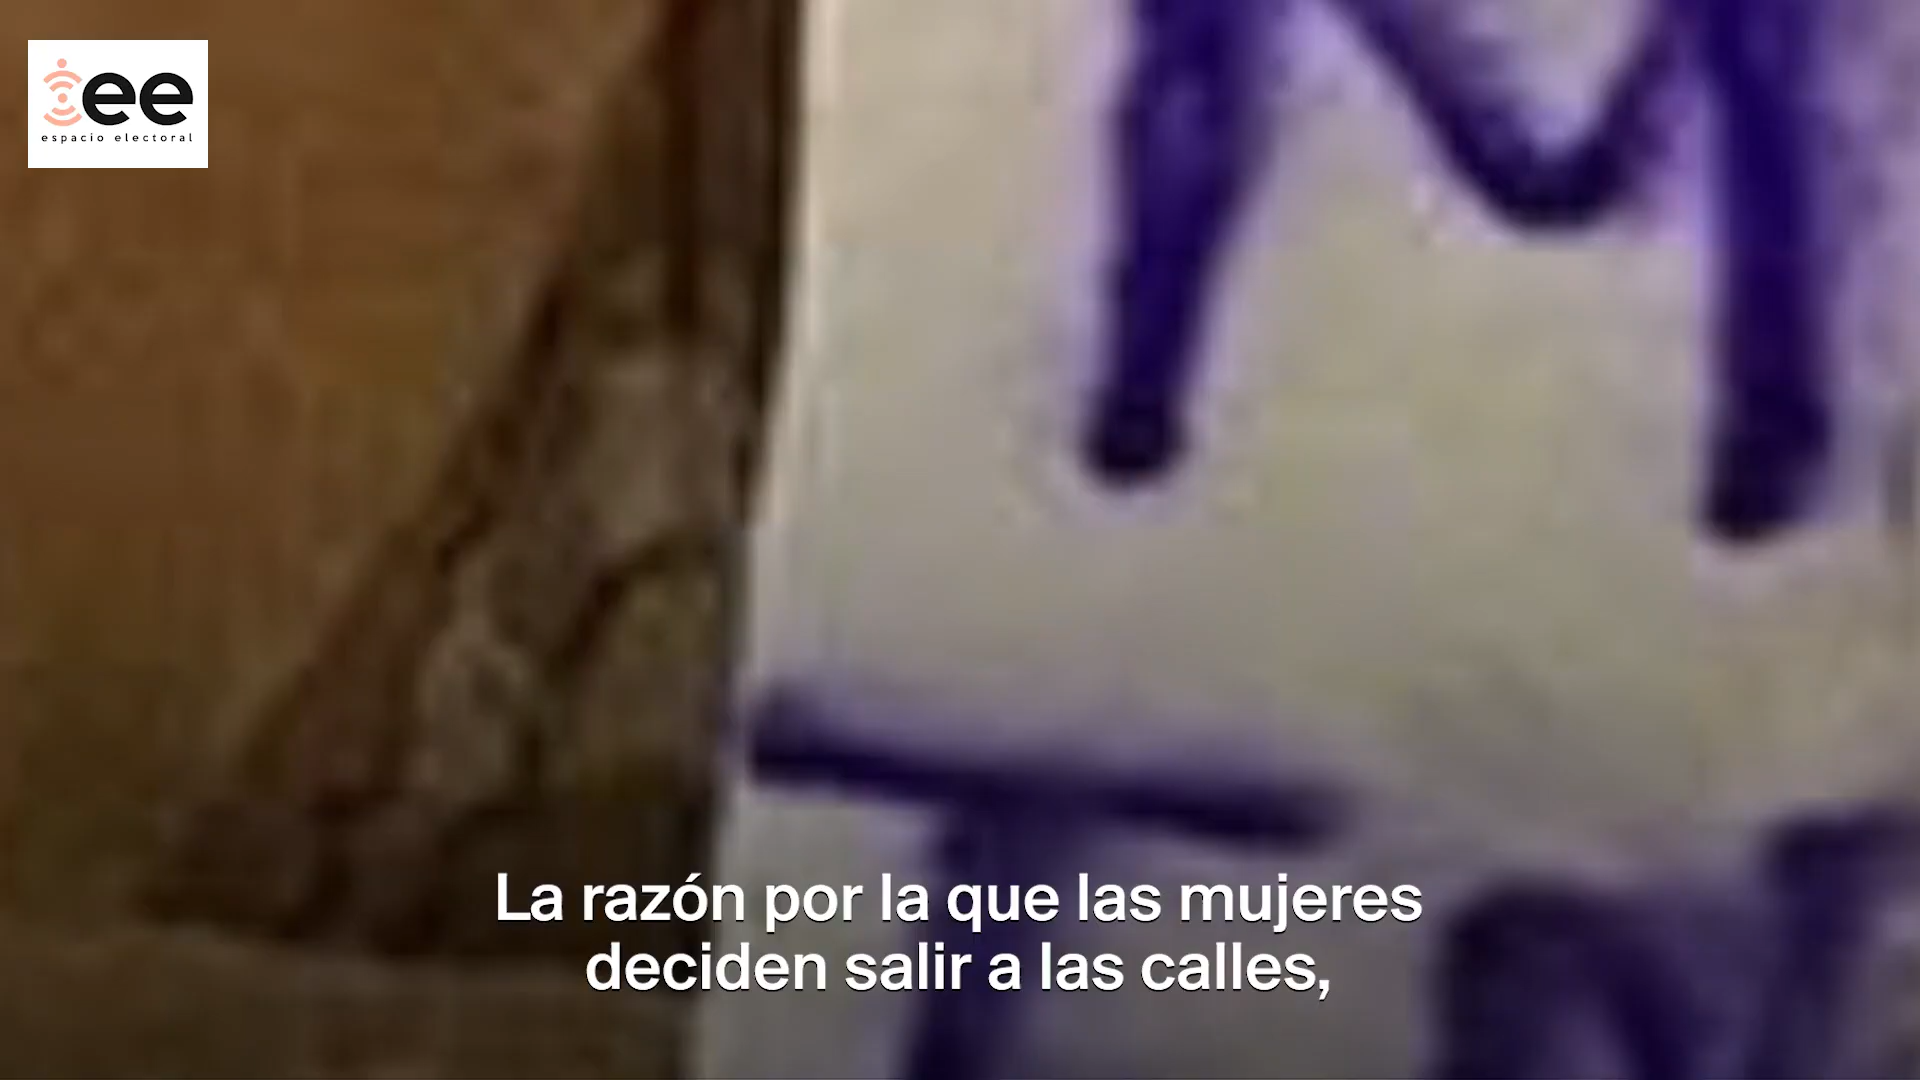 ee
espacio electoral
M
La razón por la que las mujeres
deciden salir a las calles,